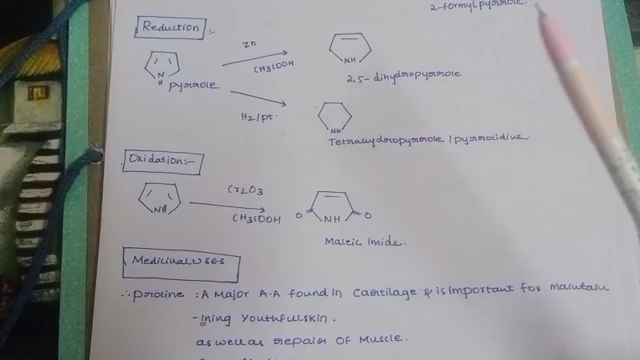 2-formyl pyrrole.
Reduction :-
Zn
CH3COOH
N
H
pyrrole
NH
2,5-dihydropyrrole
H2/pt.
NH
Tetrahydropyrrole/pyrrolidine.
Oxidation:-
NH
Cr2O3
CH3COOH
O NH O
Maleic Imide.
Medicinal uses
∴ proline : A Major A.A found in Cartilage & is important for maintain
-ining youthful skin.
as well as repair of Muscle.